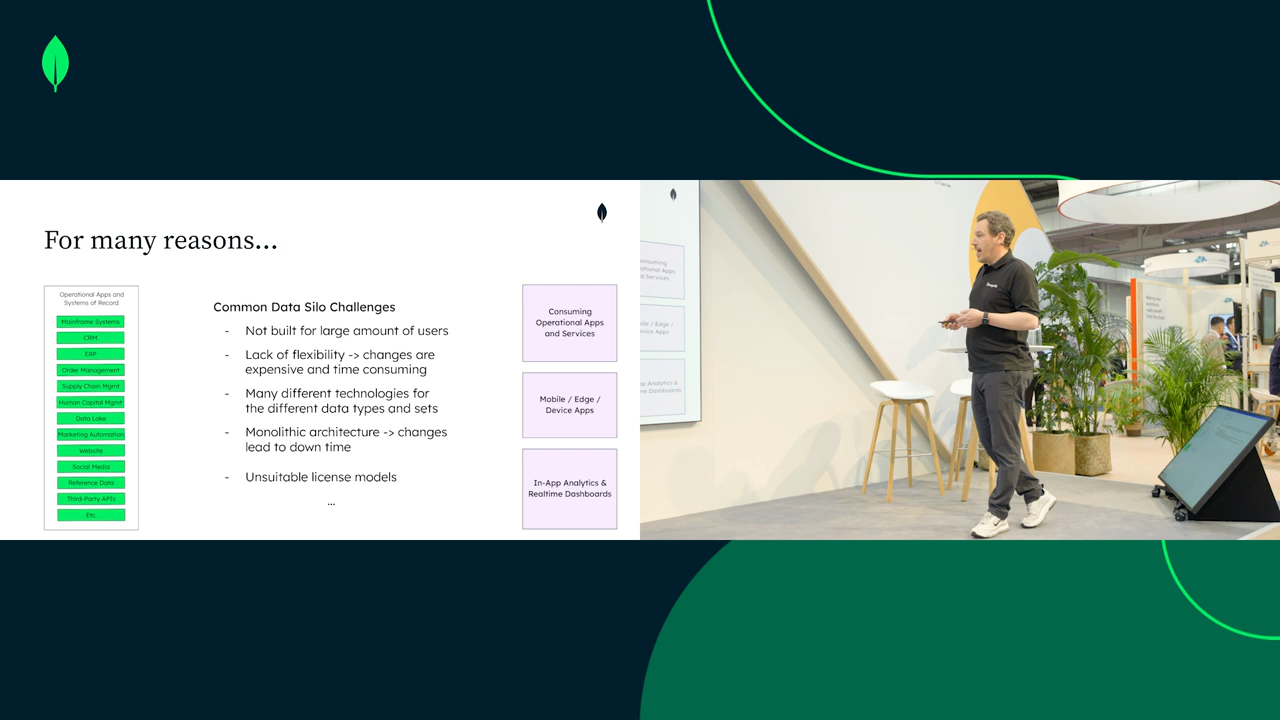 For many reasons...
Operational Apps and
Systems of Record
Mainframe Systems
CRM
ERP
Order Management
Supply Chain Mgmt
Human Capital Mgmt
Data Lake
Marketing Automation
Website
Social Media
Reference Data
Third-Party APIs
Etc.
Common Data Silo Challenges
- Not built for large amount of users
- Lack of flexibility -> changes are
expensive and time consuming
- Many different technologies for
the different data types and sets
- Monolithic architecture -> changes
lead to down time
- Unsuitable license models
...
Consuming
Operational Apps
and Services
Mobile / Edge /
Device Apps
In-App Analytics &
Realtime Dashboards